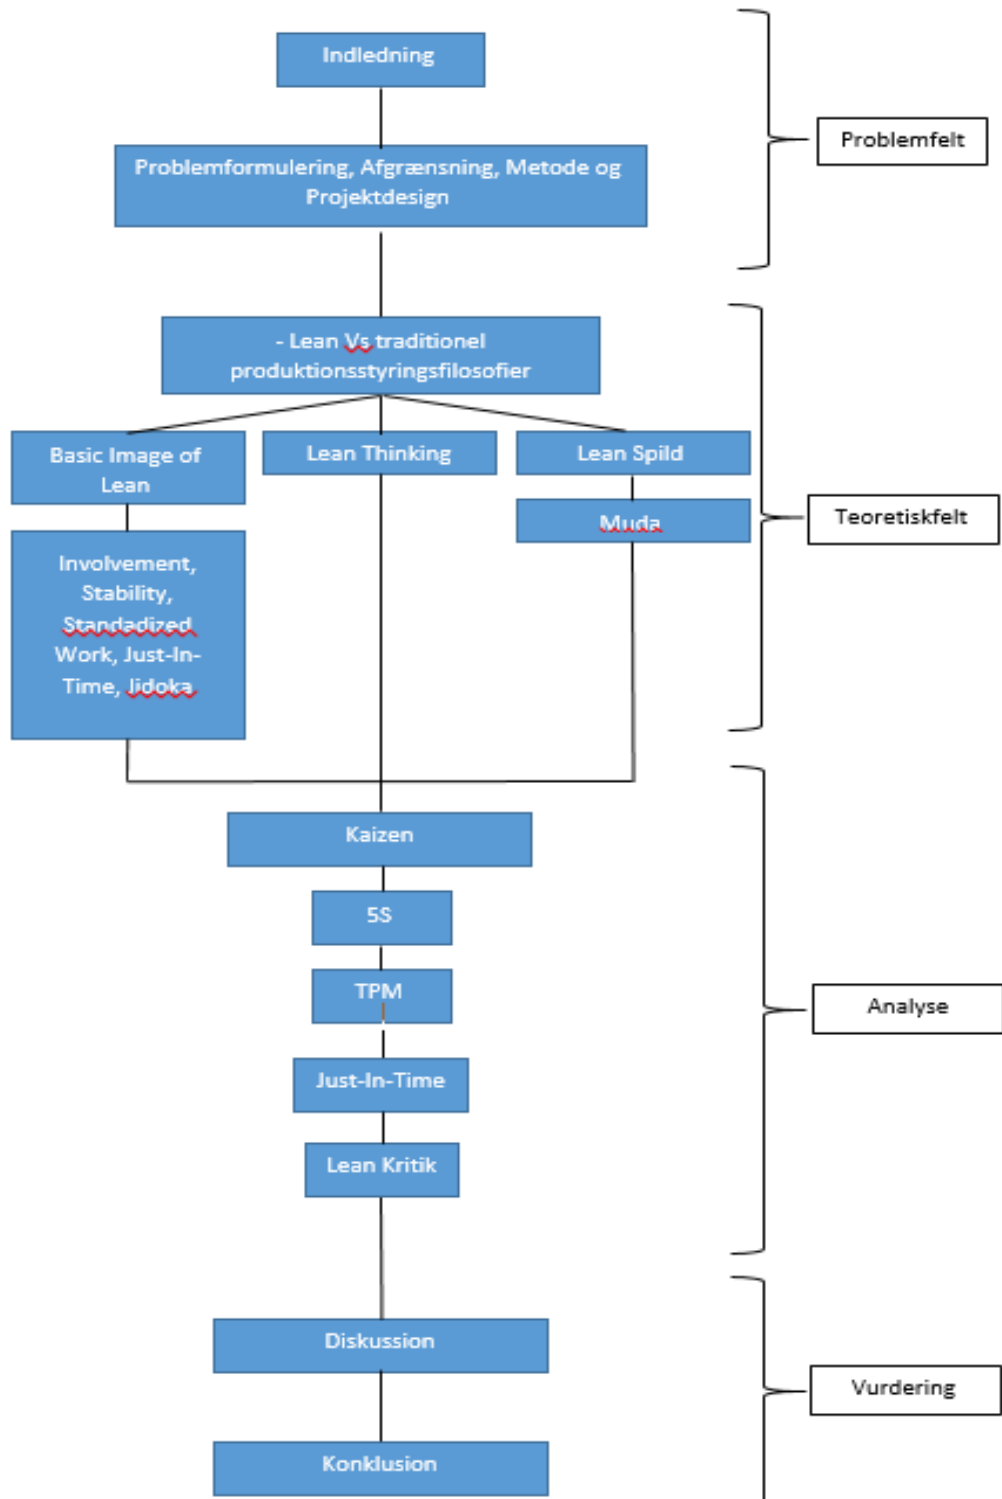 Indledning
Problemfelt
Problemformulering, Afgrænsning, Metode og
Projektdesign
- Lean Vs traditionel
produktionsstyringsfilosofier
Basic Image of
Lean
Lean Thinking
Lean Spild
Muda
Teoretiskfelt
Involvement,
Stability,
Standadized
Work, Just-In-
Time, Jidoka
Kaizen
5S
TPM
Analyse
Just-In-Time
Lean Kritik
Diskussion
Vurdering
Konklusion